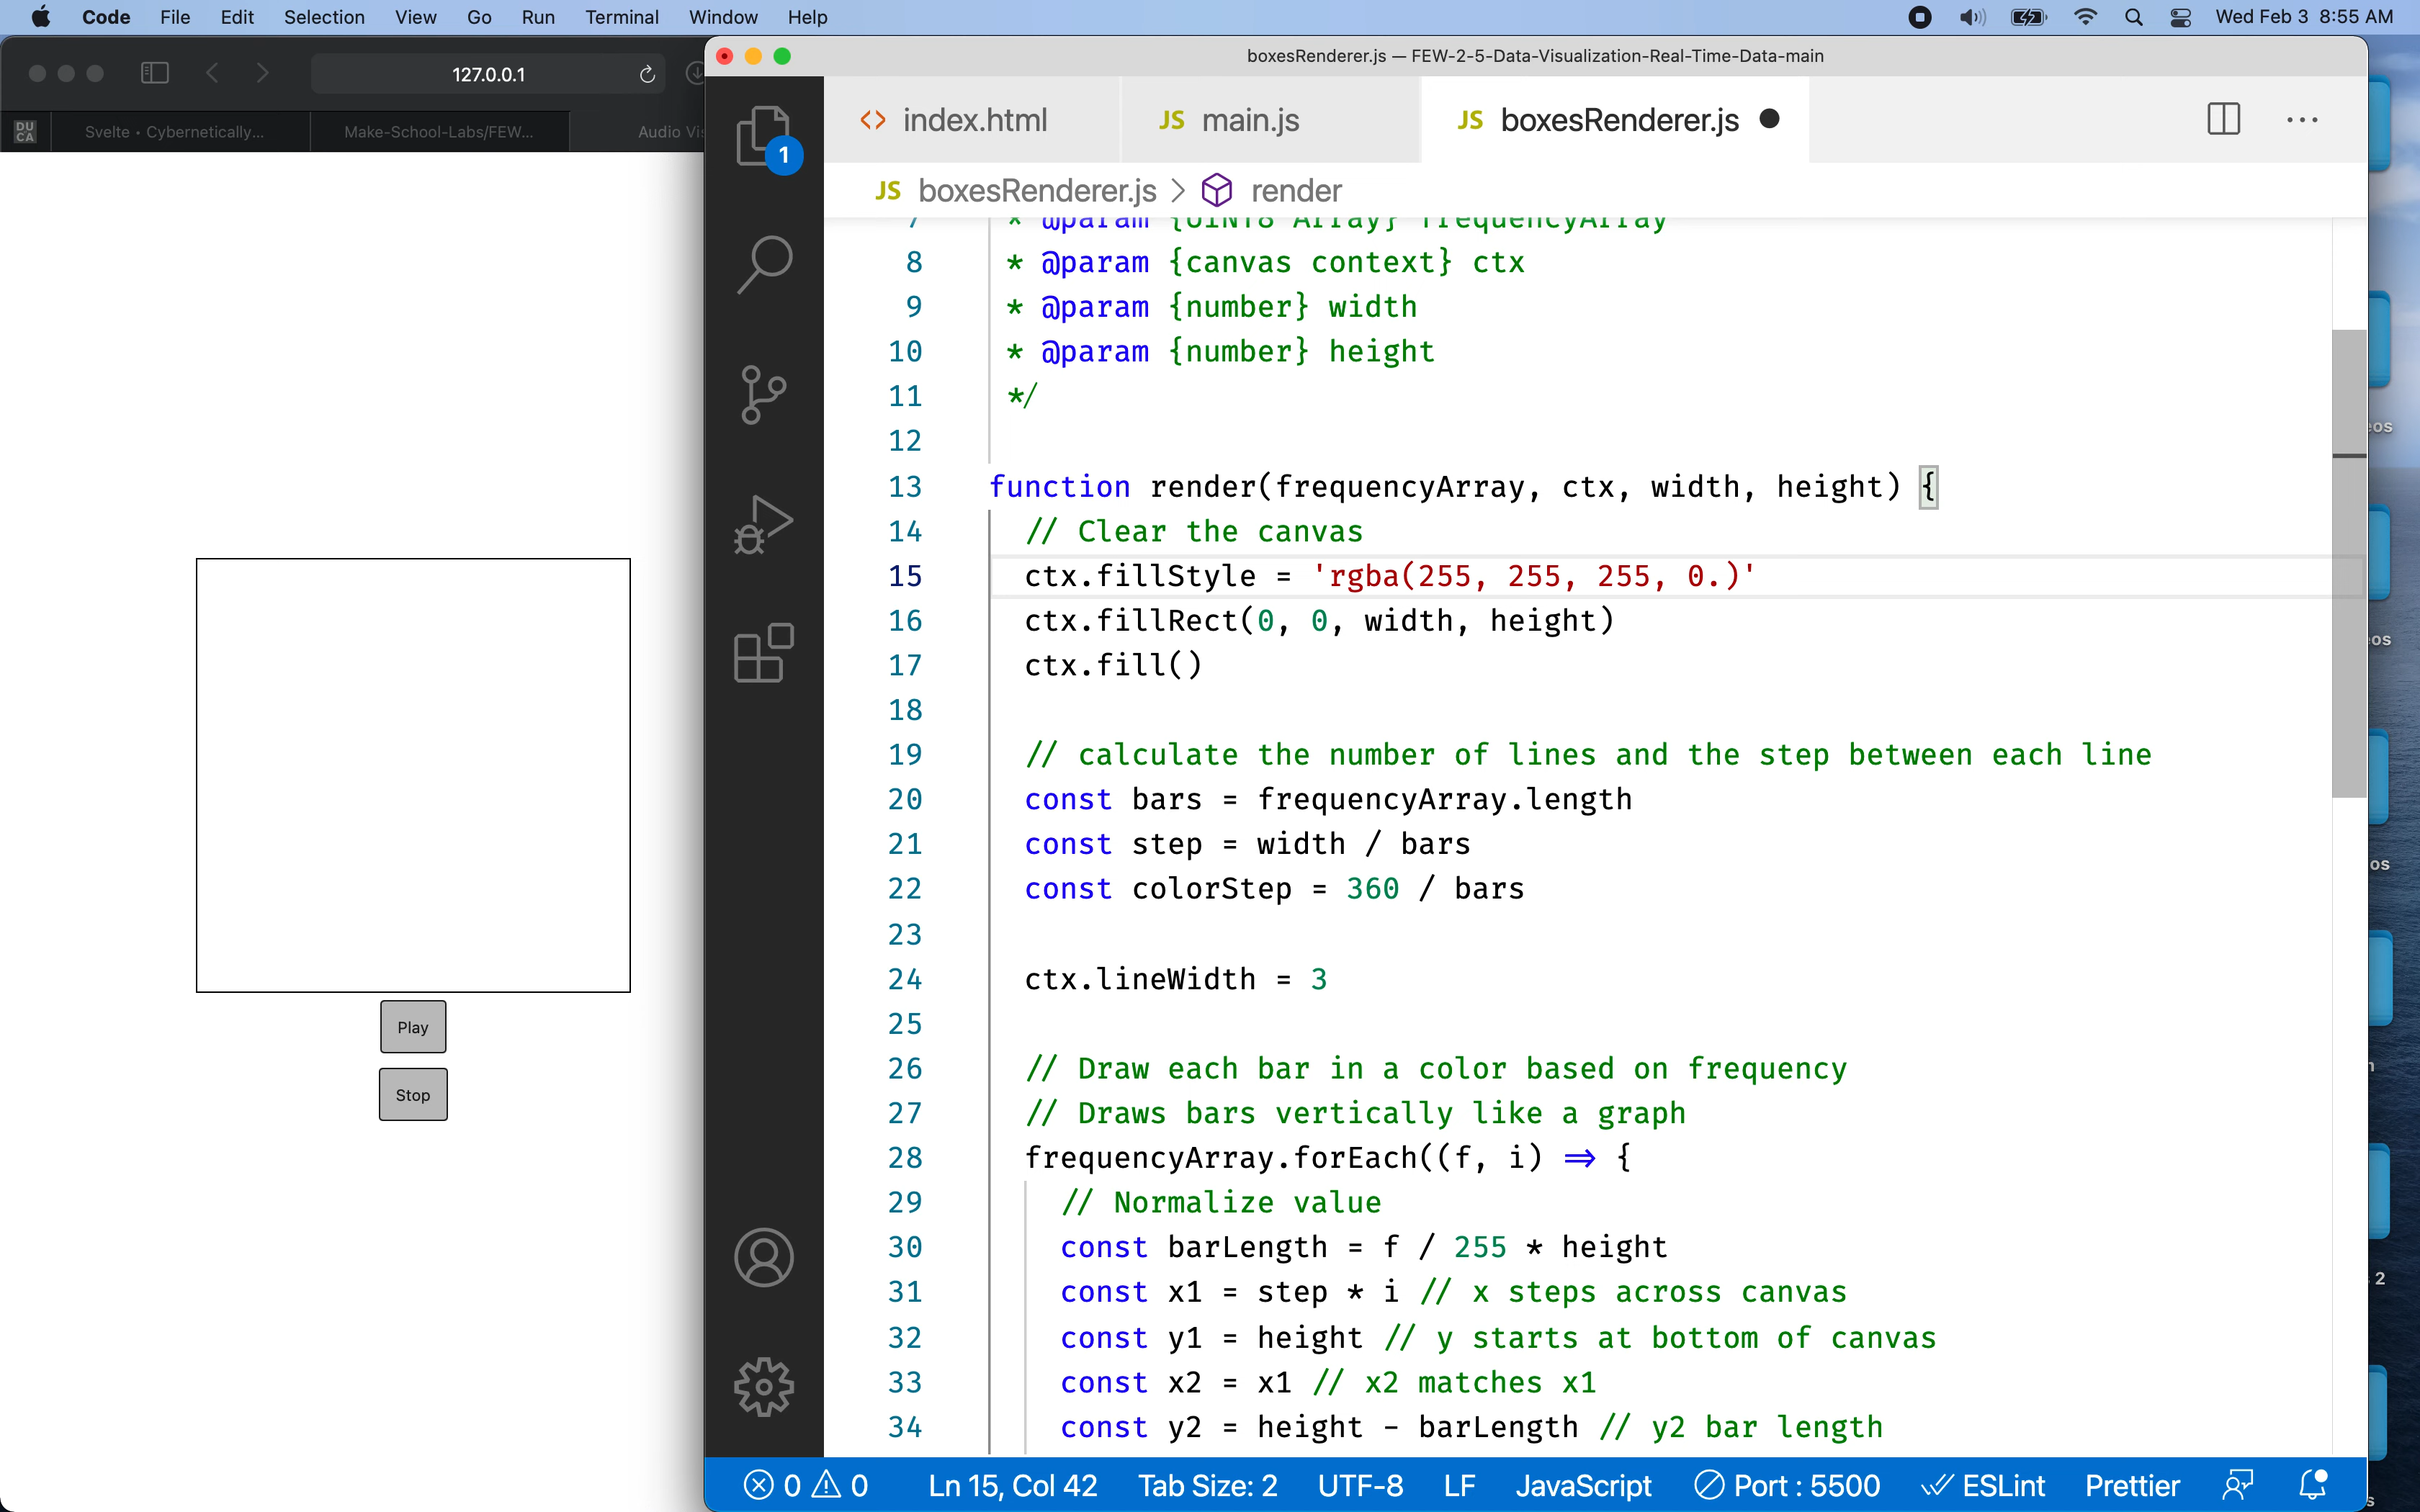 Code File Edit Selection View Go Run Terminal Window Help Wed Feb 3 8:55 AM
127.0.0.1
DU CA Svelte • Cybernetically... Make-School-Labs/FEW... Audio Vi
Play
Stop
boxesRenderer.js — FEW-2-5-Data-Visualization-Real-Time-Data-main
<> index.html JS main.js JS boxesRenderer.js
1
JS boxesRenderer.js > render
7 * @param {UINT8 Array} frequencyArray
8 * @param {canvas context} ctx
9 * @param {number} width
10 * @param {number} height
11 */
12
13 function render(frequencyArray, ctx, width, height) {
14 // Clear the canvas
15 ctx.fillStyle = 'rgba(255, 255, 255, 0.)'
16 ctx.fillRect(0, 0, width, height)
17 ctx.fill()
18
19 // calculate the number of lines and the step between each line
20 const bars = frequencyArray.length
21 const step = width / bars
22 const colorStep = 360 / bars
23
24 ctx.lineWidth = 3
25
26 // Draw each bar in a color based on frequency
27 // Draws bars vertically like a graph
28 frequencyArray.forEach((f, i) => {
29 // Normalize value
30 const barLength = f / 255 * height
31 const x1 = step * i // x steps across canvas
32 const y1 = height // y starts at bottom of canvas
33 const x2 = x1 // x2 matches x1
34 const y2 = height - barLength // y2 bar length
0 0 Ln 15, Col 42 Tab Size: 2 UTF-8 LF JavaScript Port : 5500 ESLint Prettier
eos
os
os
2